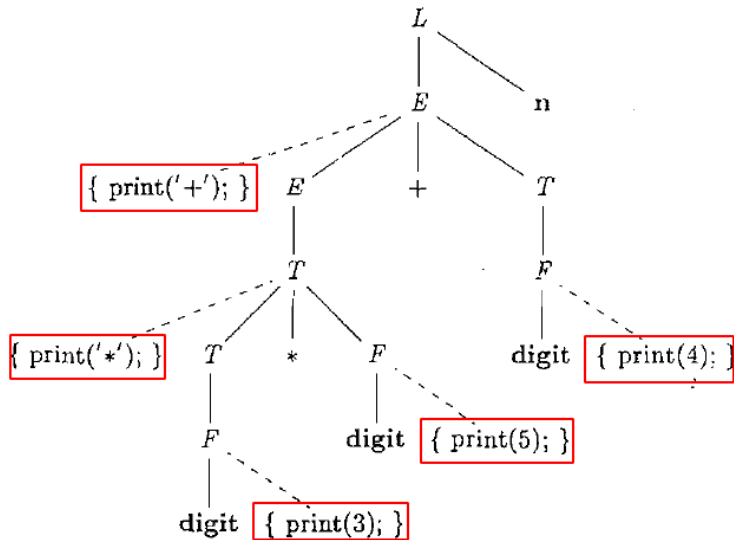 L
E n
{ print('+'); } E + T
T F
{ print('*'); } T * F digit { print(4); }
F digit { print(5); }
digit { print(3); }